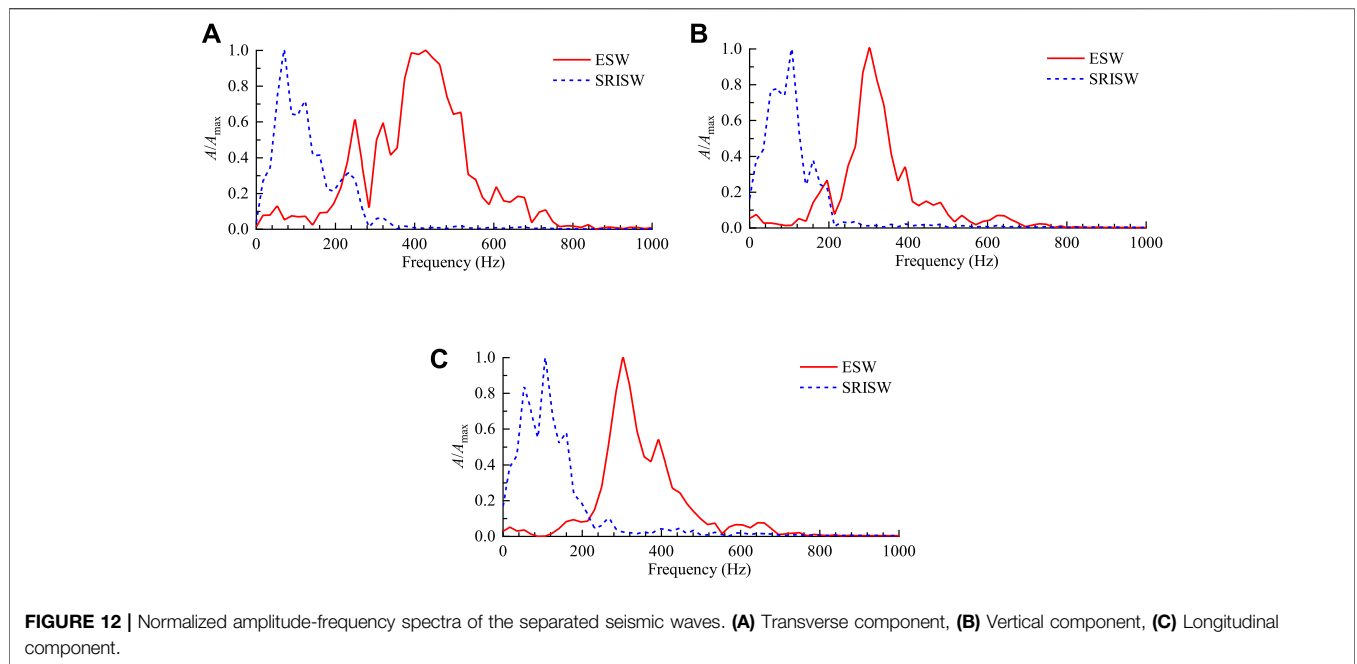 A
1.0
0.8
0.6
0.4
0.2
0.0
A/Amax
0 200 400 600 800 1000
Frequency (Hz)
ESW
SRISW
B
1.0
0.8
0.6
0.4
0.2
0.0
A/Amax
0 200 400 600 800 1000
Frequency (Hz)
ESW
SRISW
C
1.0
0.8
0.6
0.4
0.2
0.0
A/Amax
0 200 400 600 800 1000
Frequency (Hz)
ESW
SRISW
FIGURE 12 | Normalized amplitude-frequency spectra of the separated seismic waves. (A) Transverse component, (B) Vertical component, (C) Longitudinal
component.